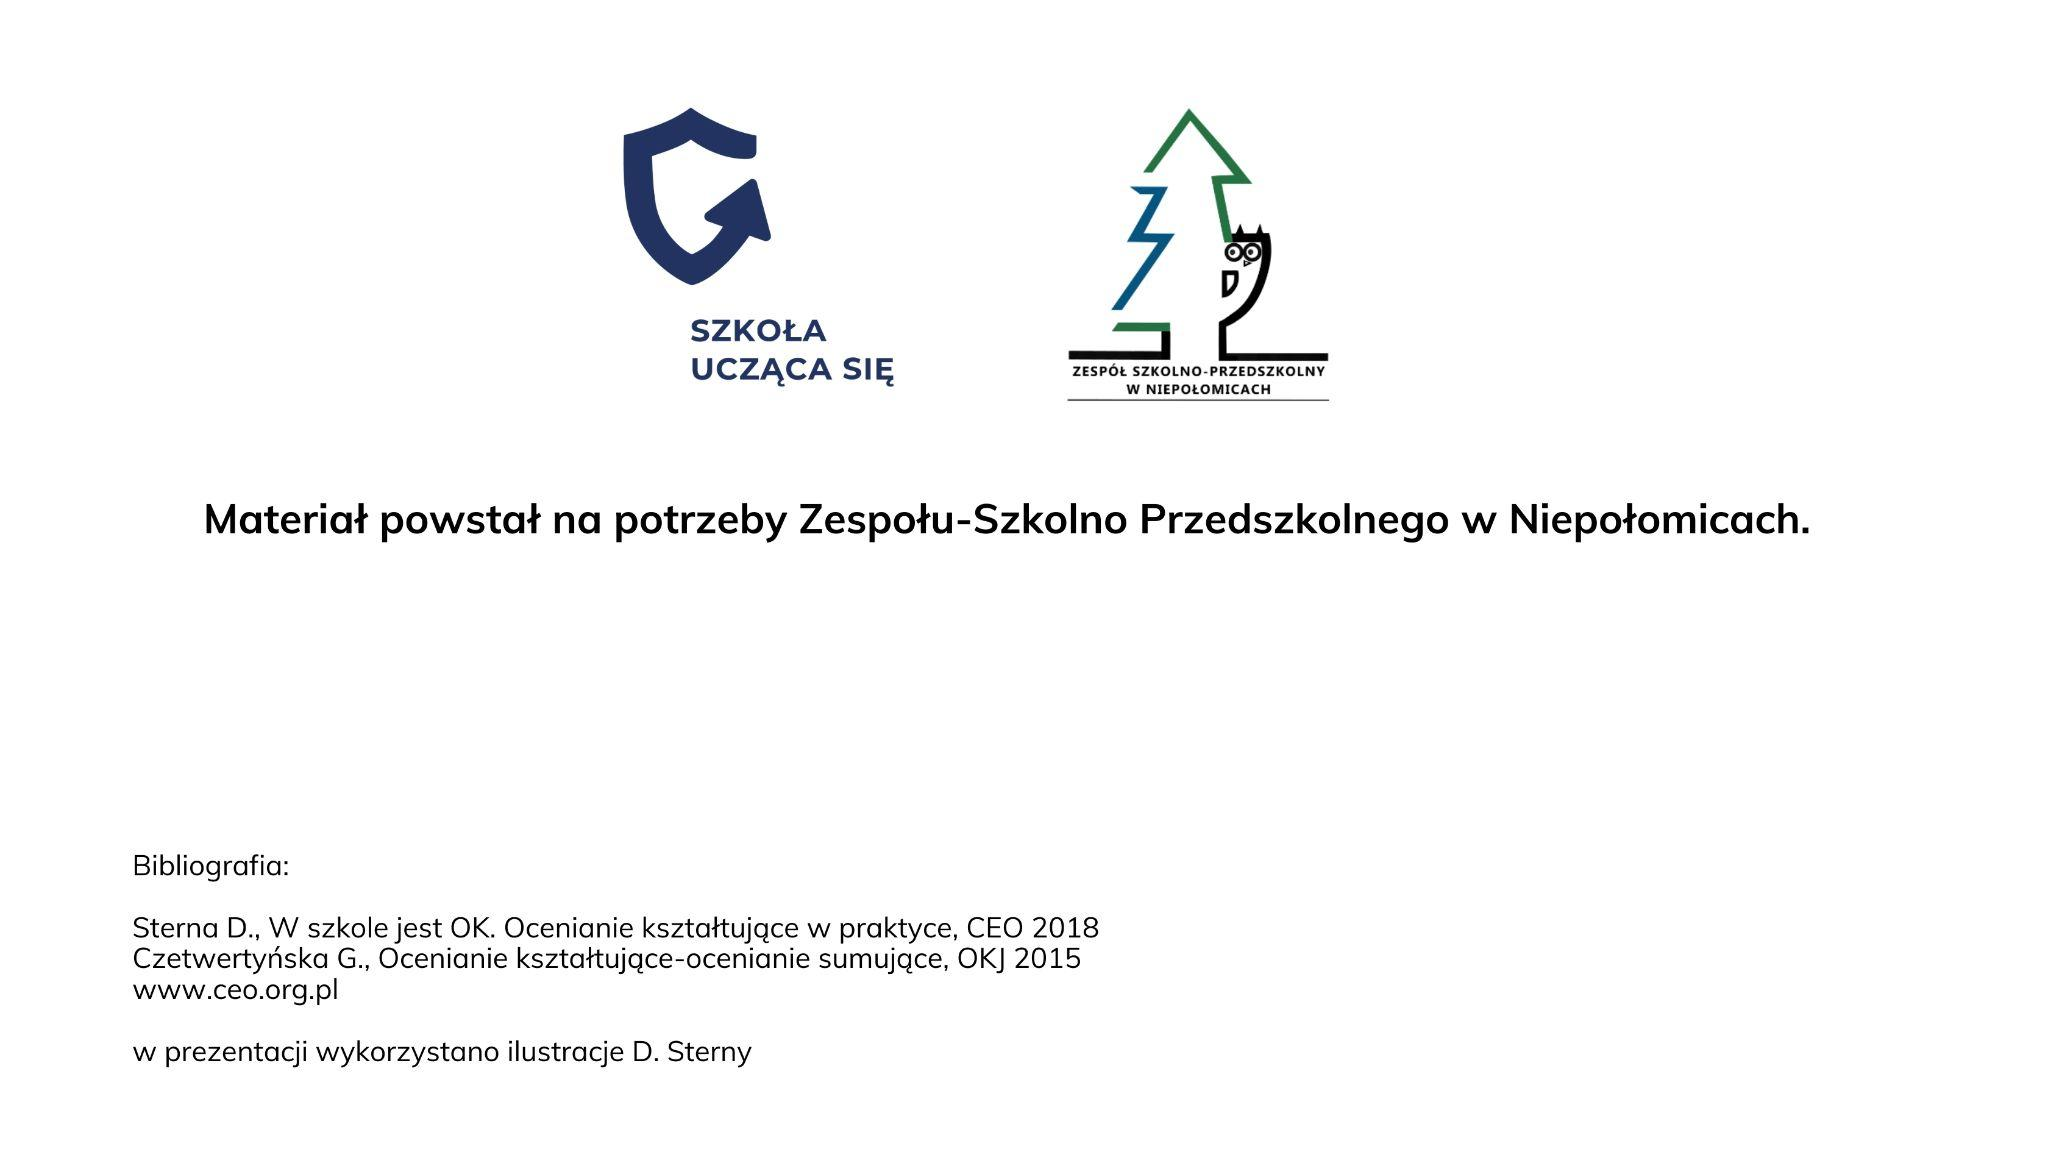 SZKOŁA
UCZĄCA SIĘ
ZESPÓŁ SZKOLNO-PRZEDSZKOLNY
W NIEPOŁOMICACH
Materiał powstał na potrzeby Zespołu-Szkolno Przedszkolnego w Niepołomicach.
Bibliografia:
Sterna D., W szkole jest OK. Ocenianie kształtujące w praktyce, CEO 2018
Czetwertyńska G., Ocenianie kształtujące-ocenianie sumujące, OKJ 2015
www.ceo.org.pl
w prezentacji wykorzystano ilustracje D. Sterny